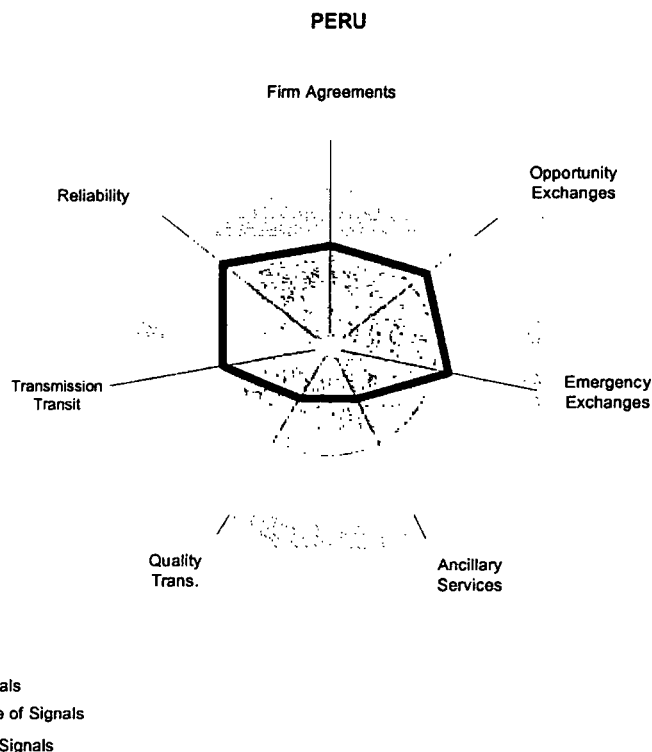 PERU
Firm Agreements
Opportunity
Exchanges
Reliability
Transmission
Transit
Emergency
Exchanges
Quality
Trans.
Ancillary
Services
als
e of Signals
Signals